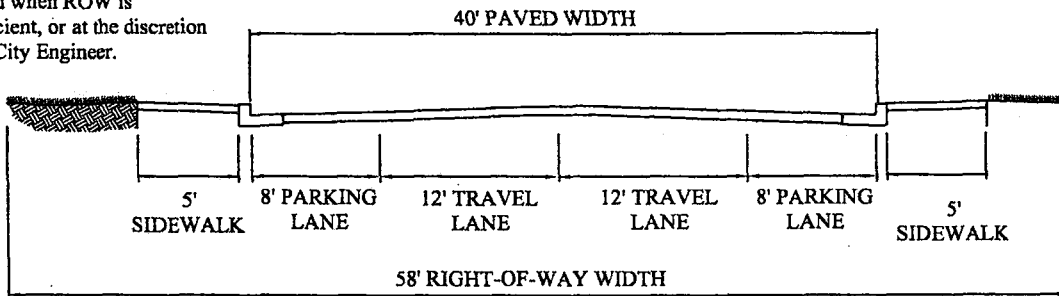 when ROW is
cient, or at the discretion
City Engineer.
40' PAVED WIDTH
5'
SIDEWALK
8' PARKING
LANE
12' TRAVEL
LANE
12' TRAVEL
LANE
8' PARKING
LANE
5'
SIDEWALK
58' RIGHT-OF-WAY WIDTH